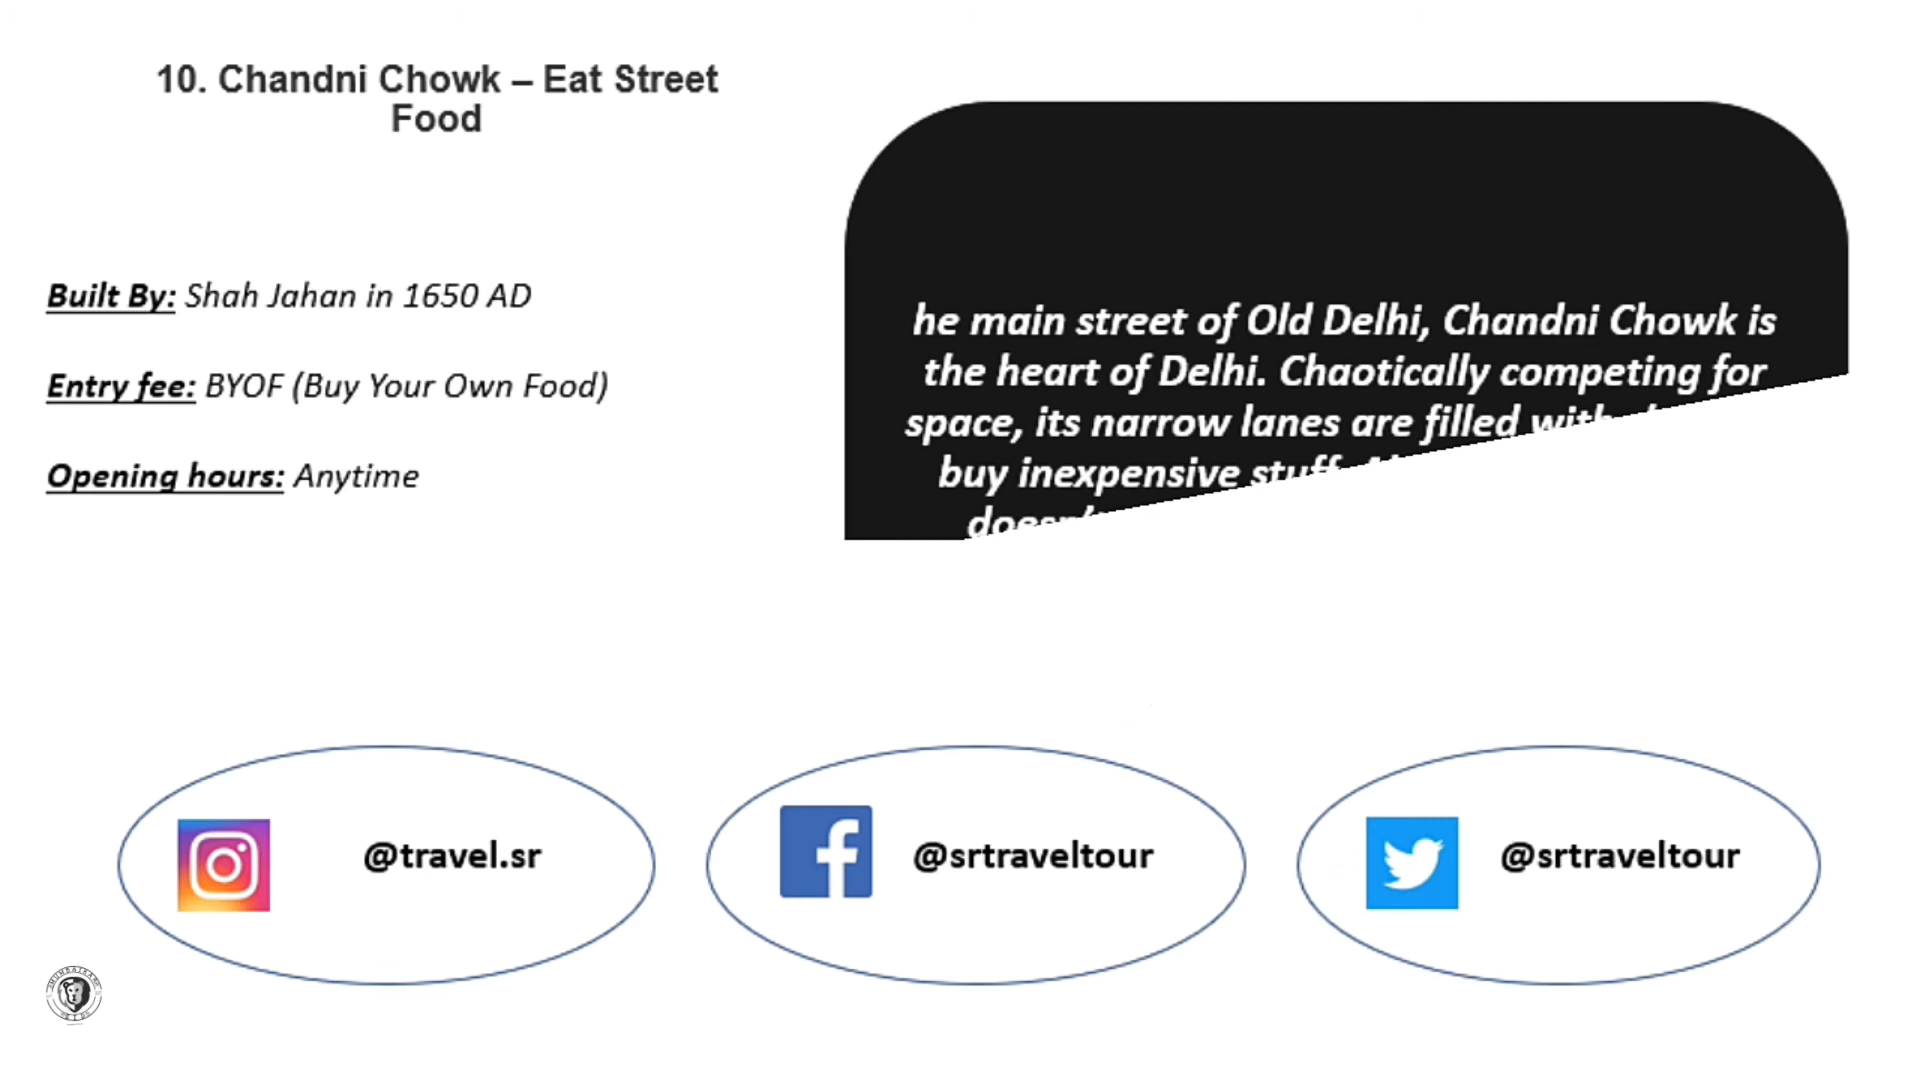 10. Chandni Chowk – Eat Street
Food
Built By: Shah Jahan in 1650 AD
Entry fee: BYOF (Buy Your Own Food)
Opening hours: Anytime
he main street of Old Delhi, Chandni Chowk is
the heart of Delhi. Chaotically competing for
space, its narrow lanes are filled with
buy inexpensive stuff.
@travel.sr
@srtraveltour
@srtraveltour